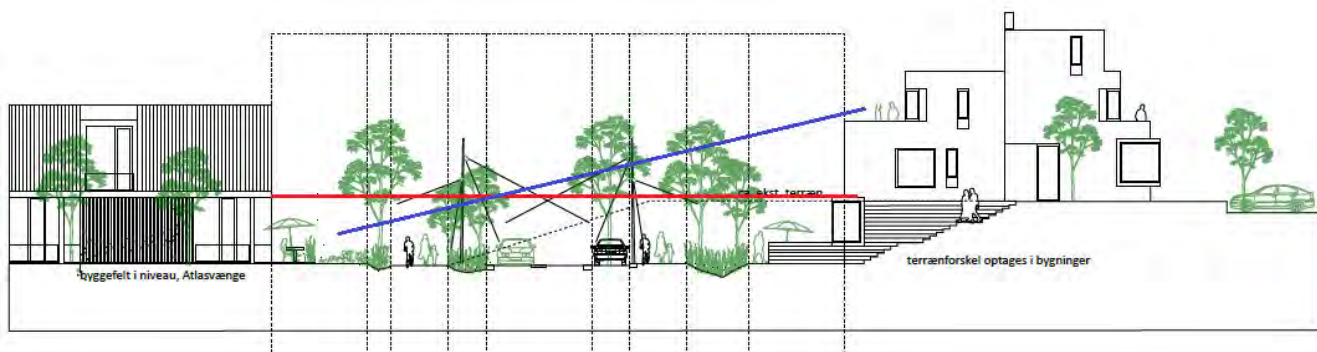 ekst. terræn
byggefelt i niveau, Atlasvænge
terrænforskel optages i bygninger